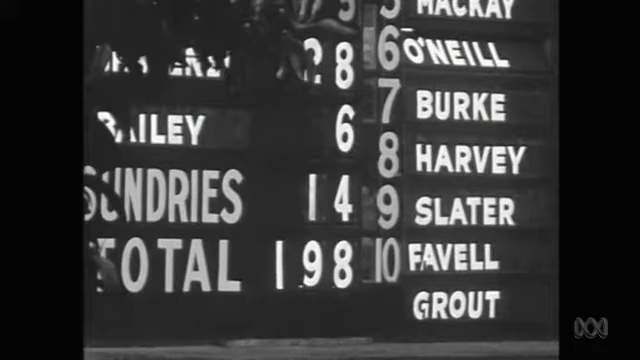 5 5 MACKAY
28 6 O'NEILL
7 BURKE
BAILEY 6
8 HARVEY
SUNDRIES 14 9 SLATER
TOTAL 198 10 FAVELL
GROUT